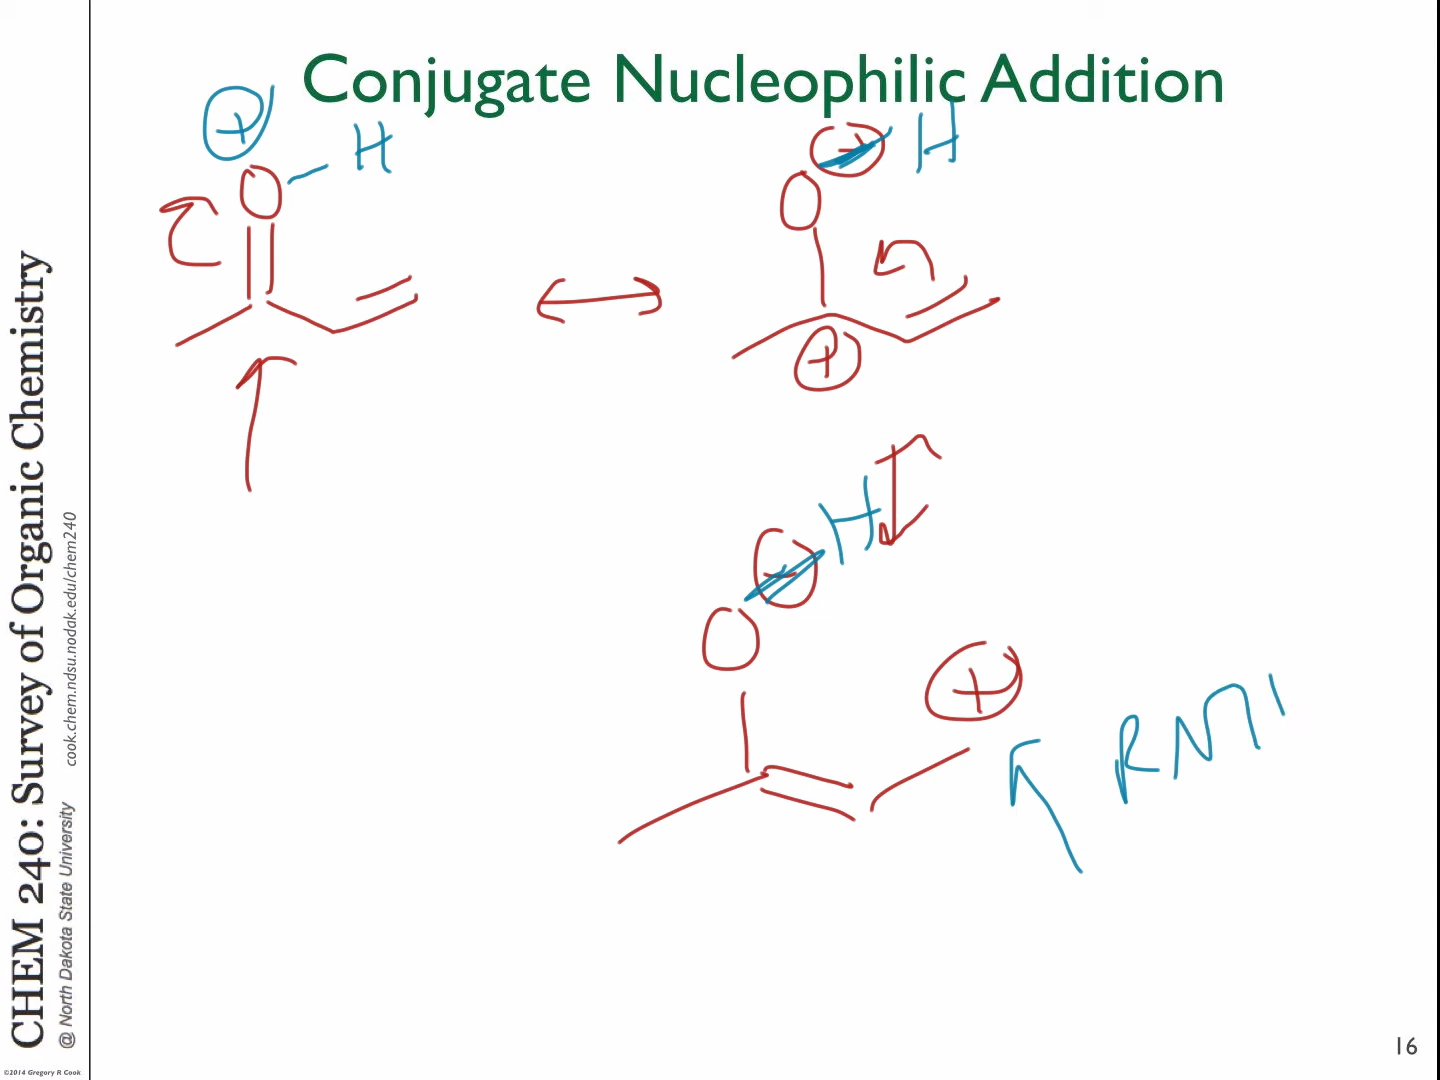 Conjugate Nucleophilic Addition
+
O
H
O
H
+
H
O
+
CHEM 240: Survey of Organic Chemistry
@ North Dakota State University
cook.chem.ndsu.nodak.edu/chem240
©2014 Gregory R Cook
16